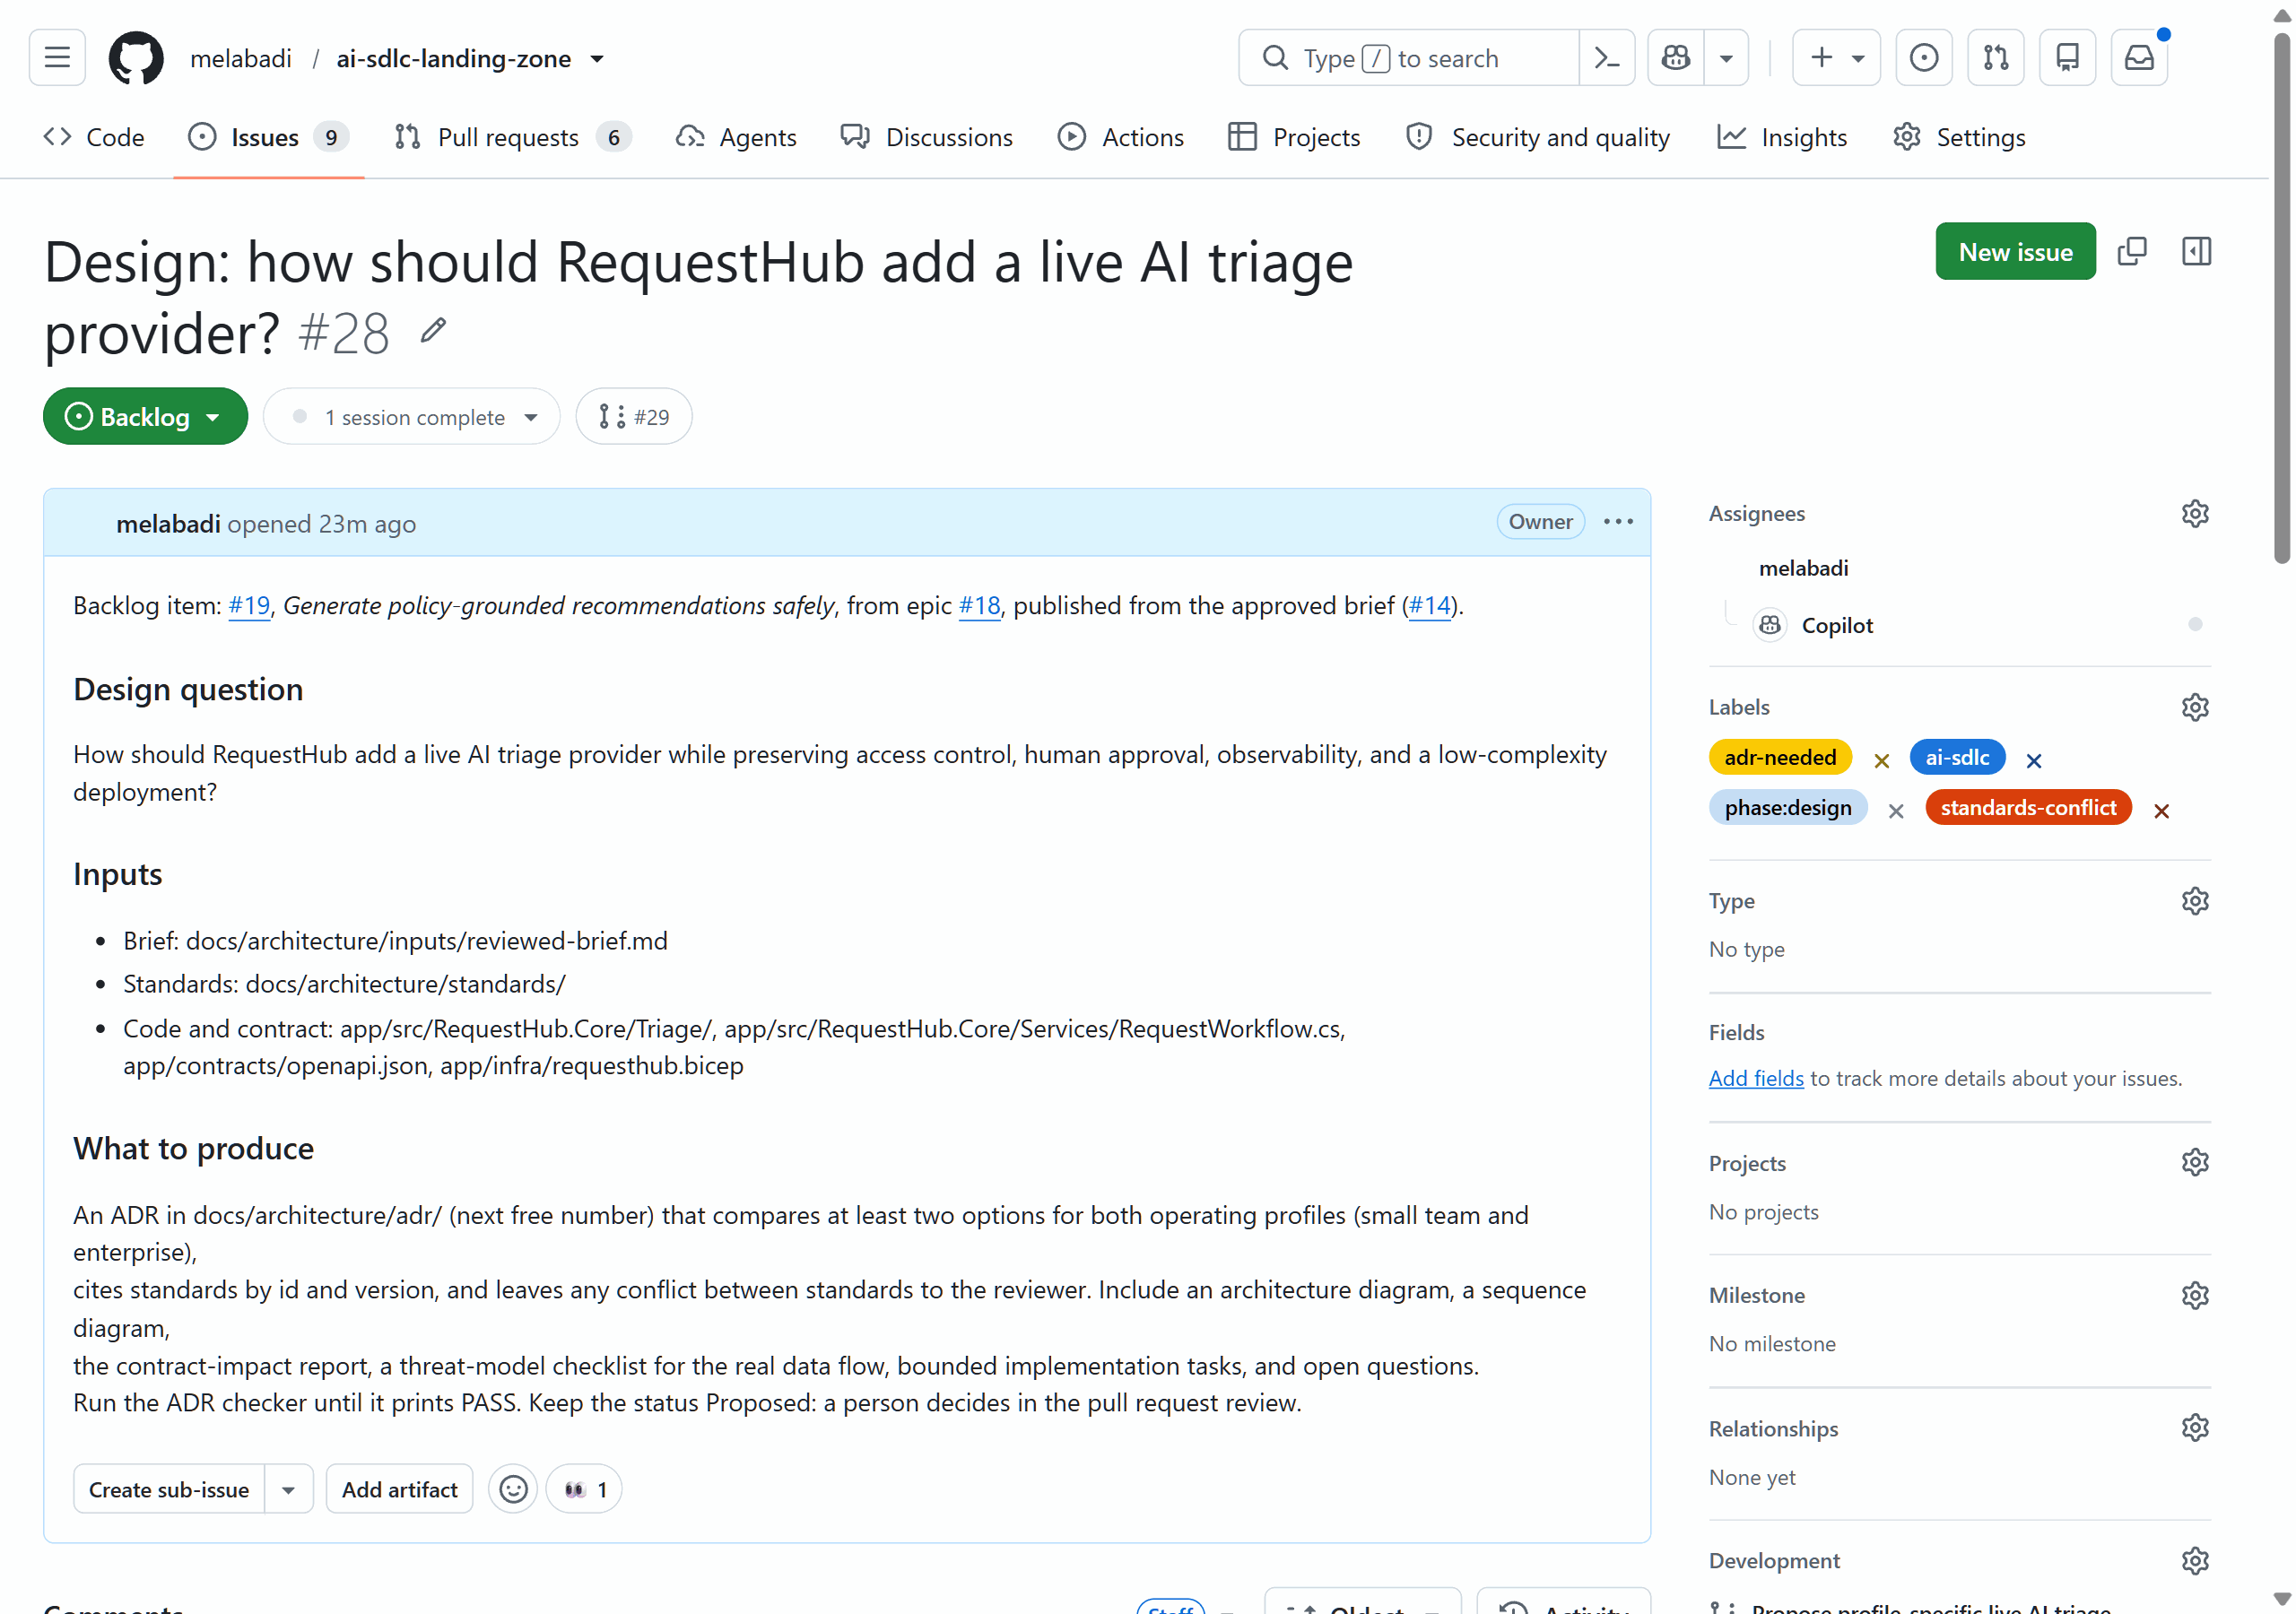 melabadi / ai-sdlc-landing-zone
Type / to search
Code
Issues 9
Pull requests 6
Agents
Discussions
Actions
Projects
Security and quality
Insights
Settings
Design: how should RequestHub add a live AI triage
provider? #28
New issue
Backlog
1 session complete
#29
melabadi opened 23m ago
Owner
Backlog item: #19, Generate policy-grounded recommendations safely, from epic #18, published from the approved brief (#14).
Design question
How should RequestHub add a live AI triage provider while preserving access control, human approval, observability, and a low-complexity
deployment?
Inputs
• Brief: docs/architecture/inputs/reviewed-brief.md
• Standards: docs/architecture/standards/
• Code and contract: app/src/RequestHub.Core/Triage/, app/src/RequestHub.Core/Services/RequestWorkflow.cs,
app/contracts/openapi.json, app/infra/requesthub.bicep
What to produce
An ADR in docs/architecture/adr/ (next free number) that compares at least two options for both operating profiles (small team and
enterprise),
cites standards by id and version, and leaves any conflict between standards to the reviewer. Include an architecture diagram, a sequence
diagram,
the contract-impact report, a threat-model checklist for the real data flow, bounded implementation tasks, and open questions.
Run the ADR checker until it prints PASS. Keep the status Proposed: a person decides in the pull request review.
Create sub-issue
Add artifact
1
Assignees
melabadi
Copilot
Labels
adr-needed
ai-sdlc
phase:design
standards-conflict
Type
No type
Fields
Add fields to track more details about your issues.
Projects
No projects
Milestone
No milestone
Relationships
None yet
Development
Propose profile-specific live AI triage
Comments
Staff
Oldest
Activity